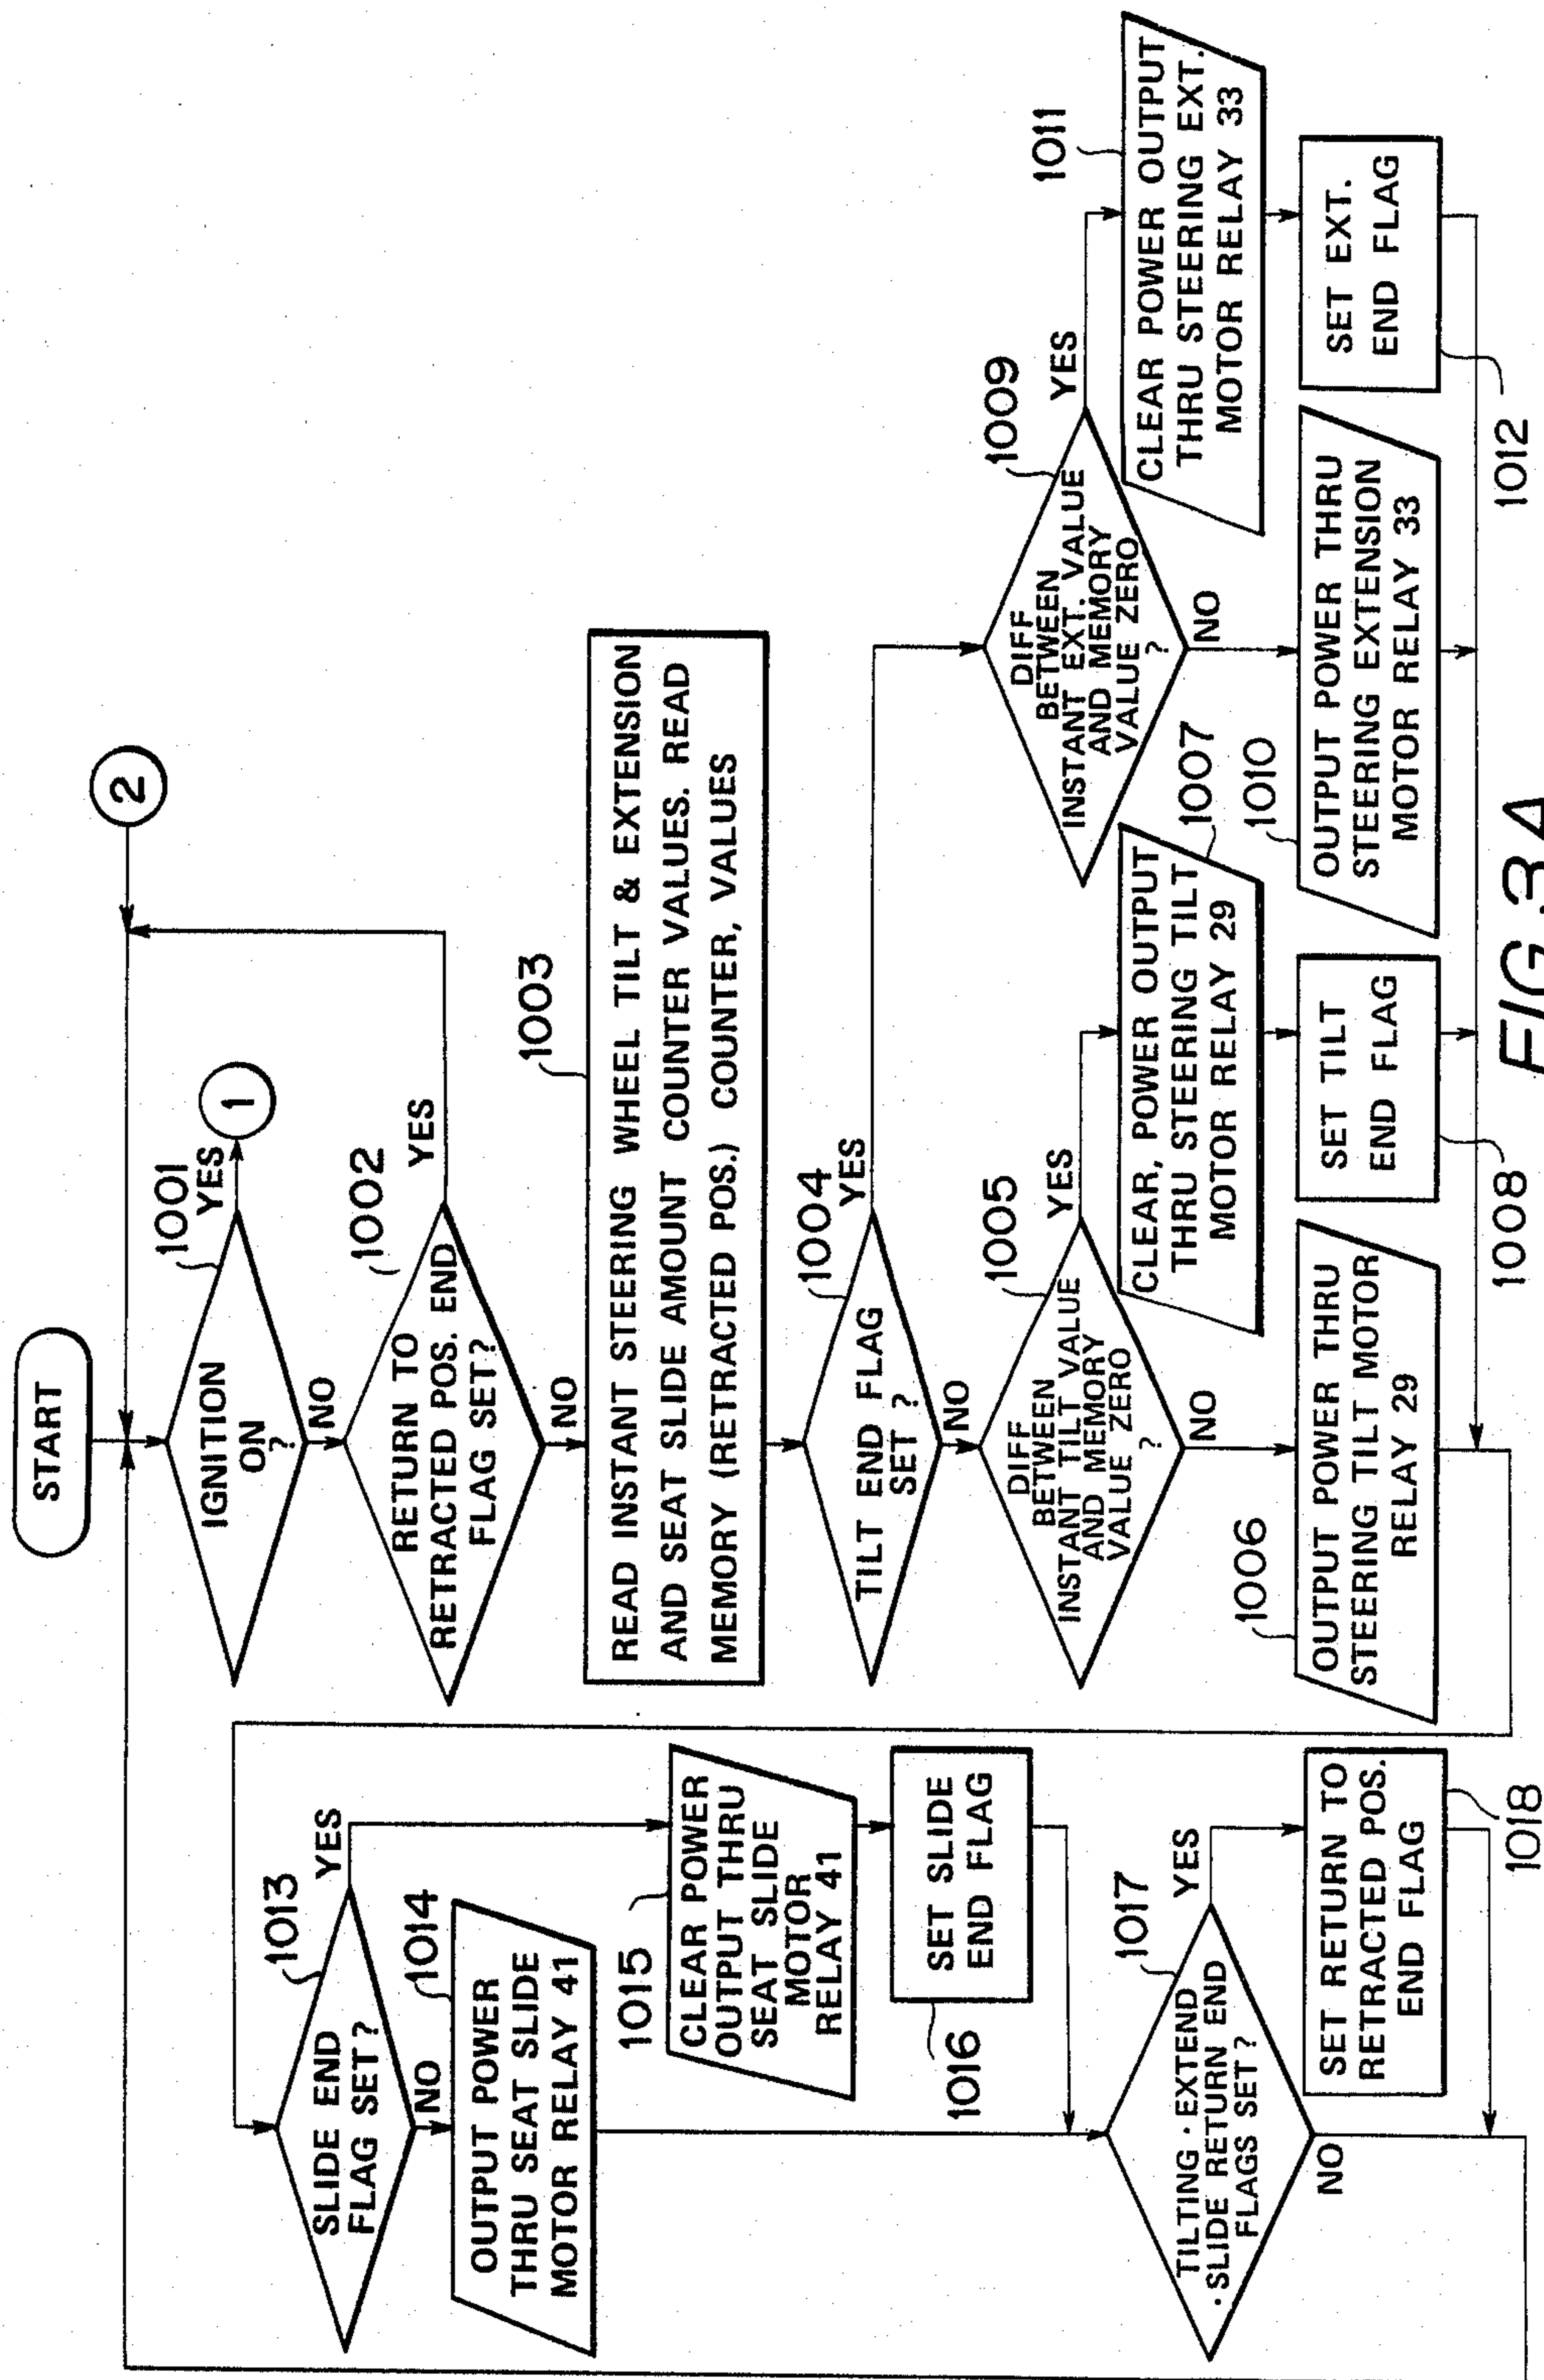 START
2
IGNITION
ON
?
1001
YES
1
NO
RETURN TO
RETRACTED POS. END
FLAG SET?
1002
YES
NO
1003
READ INSTANT STEERING WHEEL TILT & EXTENSION
AND SEAT SLIDE AMOUNT COUNTER VALUES. READ
MEMORY (RETRACTED POS.) COUNTER, VALUES
TILT END FLAG
SET ?
1004
YES
NO
DIFF
BETWEEN
INSTANT TILT VALUE
AND MEMORY
VALUE ZERO
?
1005
YES
NO
1006
OUTPUT POWER THRU
STEERING TILT MOTOR
RELAY 29
CLEAR, POWER OUTPUT
THRU STEERING TILT
MOTOR RELAY 29
1007
SET TILT
END FLAG
1008
DIFF
BETWEEN
INSTANT EXT. VALUE
AND MEMORY
VALUE ZERO
?
1009
YES
NO
1010
OUTPUT POWER THRU
STEERING EXTENSION
MOTOR RELAY 33
1011
CLEAR POWER OUTPUT
THRU STEERING EXT.
MOTOR RELAY 33
SET EXT.
END FLAG
1012
SLIDE END
FLAG SET?
1013
YES
NO
1014
OUTPUT POWER
THRU SEAT SLIDE
MOTOR RELAY 41
1015
CLEAR POWER
OUTPUT THRU
SEAT SLIDE
MOTOR
RELAY 41
SET SLIDE
END FLAG
1016
TILTING · EXTEND
· SLIDE RETURN END
FLAGS SET?
1017
YES
NO
SET RETURN TO
RETRACTED POS.
END FLAG
1018
FIG.3A